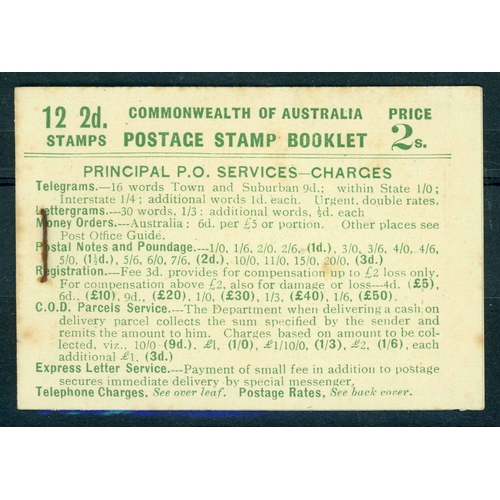 12 2d. COMMONWEALTH OF AUSTRALIA PRICE
STAMPS POSTAGE STAMP BOOKLET 2s.
PRINCIPAL P.O. SERVICES—CHARGES
Telegrams.—16 words Town and Suburban 9d.; within State 1/0;
Interstate 1/4; additional words 1d. each. Urgent, double rates.
Lettergrams.—30 words, 1/3: additional words, ½d. each
Money Orders.—Australia: 6d. per £5 or portion. Other places see
Post Office Guide.
Postal Notes and Poundage.—1/0, 1/6, 2/0, 2/6, (1d.), 3/0, 3/6, 4/0, 4/6,
5/0, (1½d.), 5/6, 6/0, 7/6, (2d.), 10/0, 11/0, 15/0, 20/0, (3d.)
Registration.—Fee 3d. provides for compensation up to £2 loss only.
For compensation above £2, also for damage or loss—4d. (£5),
6d., (£10), 9d., (£20), 1/0, (£30), 1/3, (£40), 1/6, (£50).
C.O.D. Parcels Service.—The Department when delivering a cash on
delivery parcel collects the sum specified by the sender and
remits the amount to him. Charges based on amount to be col-
lected, viz., 10/0 (9d.), £1, (1/0), £1/10/0, (1/3), £2, (1/6), each
additional £1. (3d.)
Express Letter Service.—Payment of small fee in addition to postage
secures immediate delivery by special messenger.
Telephone Charges, See over leaf. Postage Rates, See back cover.